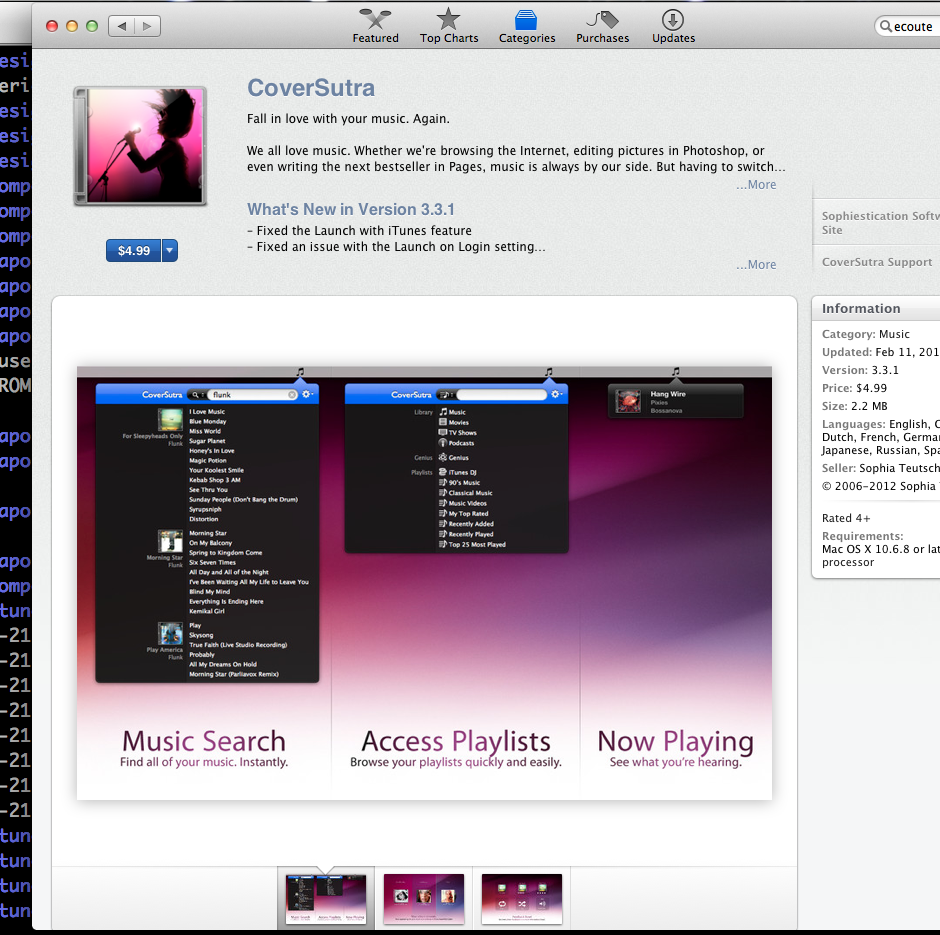 Featured
Top Charts
Categories
Purchases
Updates
ecoute
CoverSutra
Fall in love with your music. Again.
We all love music. Whether we're browsing the Internet, editing pictures in Photoshop, or
even writing the next bestseller in Pages, music is always by our side. But having to switch…
...More
What's New in Version 3.3.1
- Fixed the Launch with iTunes feature
- Fixed an issue with the Launch on Login setting…
...More
$4.99
Sophiestication Softw
Site
CoverSutra Support
Information
Category: Music
Updated: Feb 11, 201
Version: 3.3.1
Price: $4.99
Size: 2.2 MB
Languages: English, C
Dutch, French, German
Japanese, Russian, Spa
Seller: Sophia Teutsch
© 2006-2012 Sophia
Rated 4+
Requirements:
Mac OS X 10.6.8 or lat
processor
CoverSutra
flunk
For Sleepyheads Only
Flunk
I Love Music
Blue Monday
Miss World
Sugar Planet
Honey's In Love
Magic Potion
Your Koolest Smile
Kebab Shop 3 AM
See Thru You
Sunday People (Don't Bang the Drum)
Syrupsniph
Distortion
Morning Star
Flunk
Morning Star
On My Balcony
Spring to Kingdom Come
Six Seven Times
All Day and All of the Night
I've Been Waiting All My Life to Leave You
Blind My Mind
Everything Is Ending Here
Kemikal Girl
Play America
Flunk
Play
Skysong
True Faith (Live Studio Recording)
Probably
All My Dreams On Hold
Morning Star (Parliavox Remix)
CoverSutra
Library
Music
Movies
TV Shows
Podcasts
Genius
Genius
Playlists
iTunes DJ
90's Music
Classical Music
Music Videos
My Top Rated
Recently Added
Recently Played
Top 25 Most Played
Hang Wire
Pixies
Bossanova
Music Search
Find all of your music. Instantly.
Access Playlists
Browse your playlists quickly and easily.
Now Playing
See what you're hearing.
esi
eri
esi
esi
esi
omp
omp
omp
apo
apo
apo
apo
use
ROM
apo
apo
apo
apo
omp
tun
-21
-21
-21
-21
-21
-21
-21
-21
tun
tun
tun
tun